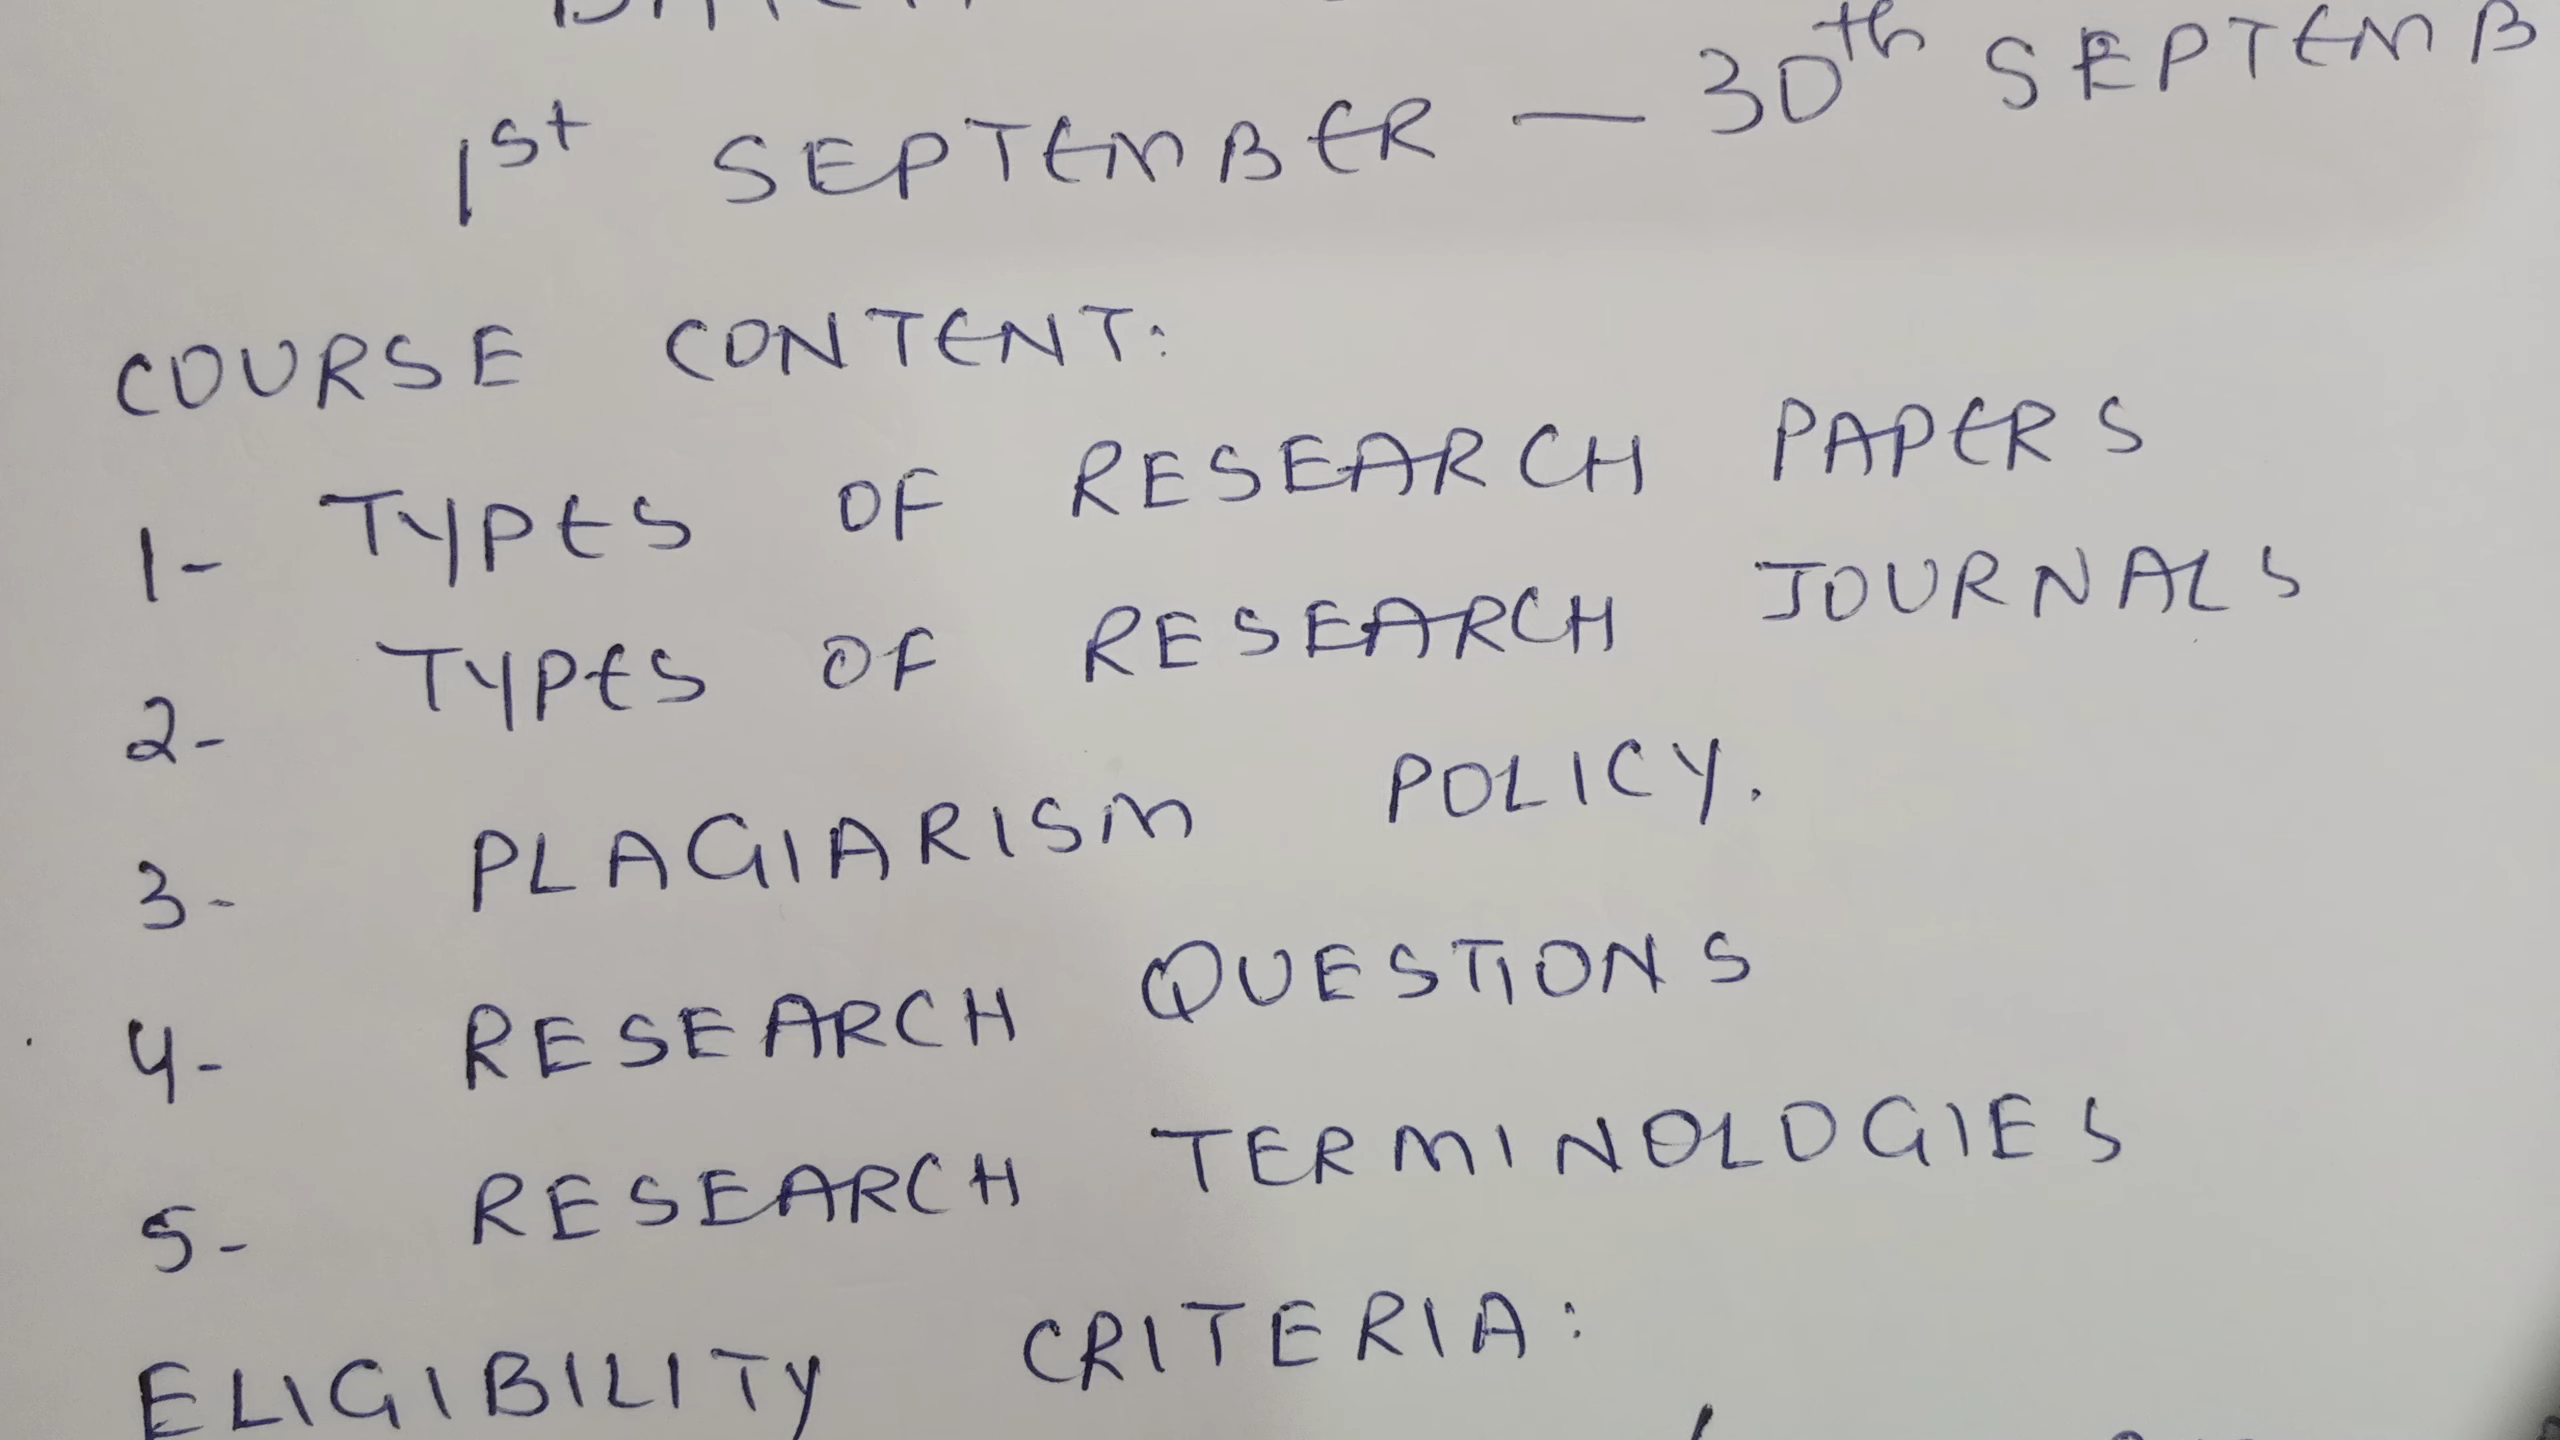 1st SEPTEMBER — 30th SEPTEMB
COURSE CONTENT:
1- TYPES OF RESEARCH PAPERS
2- TYPES OF RESEARCH JOURNALS
3- PLAGIARISM POLICY.
4- RESEARCH QUESTIONS
5- RESEARCH TERMINOLOGIES
ELIGIBILITY CRITERIA: